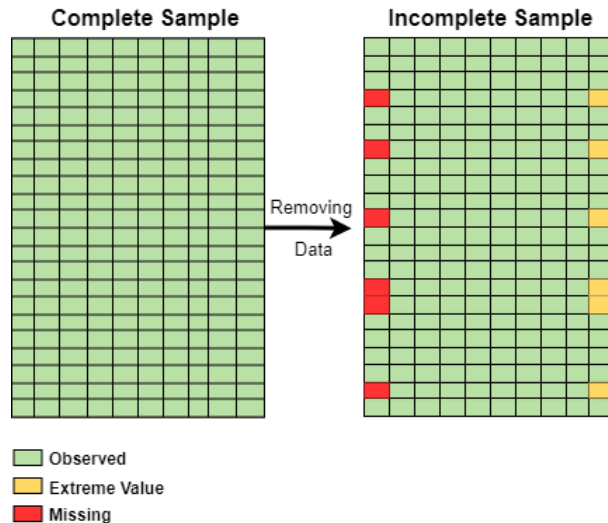 Complete Sample
Incomplete Sample
Removing
Data
Observed
Extreme Value
Missing